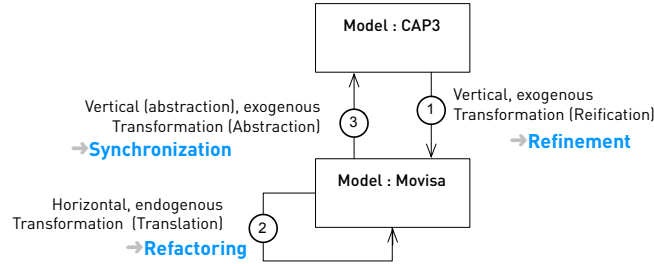 Model : CAP3
Vertical (abstraction), exogenous
Transformation (Abstraction)
➔Synchronization
3
1
Vertical, exogenous
Transformation (Reification)
➔Refinement
Model : Movisa
Horizontal, endogenous
Transformation (Translation)
➔Refactoring
2